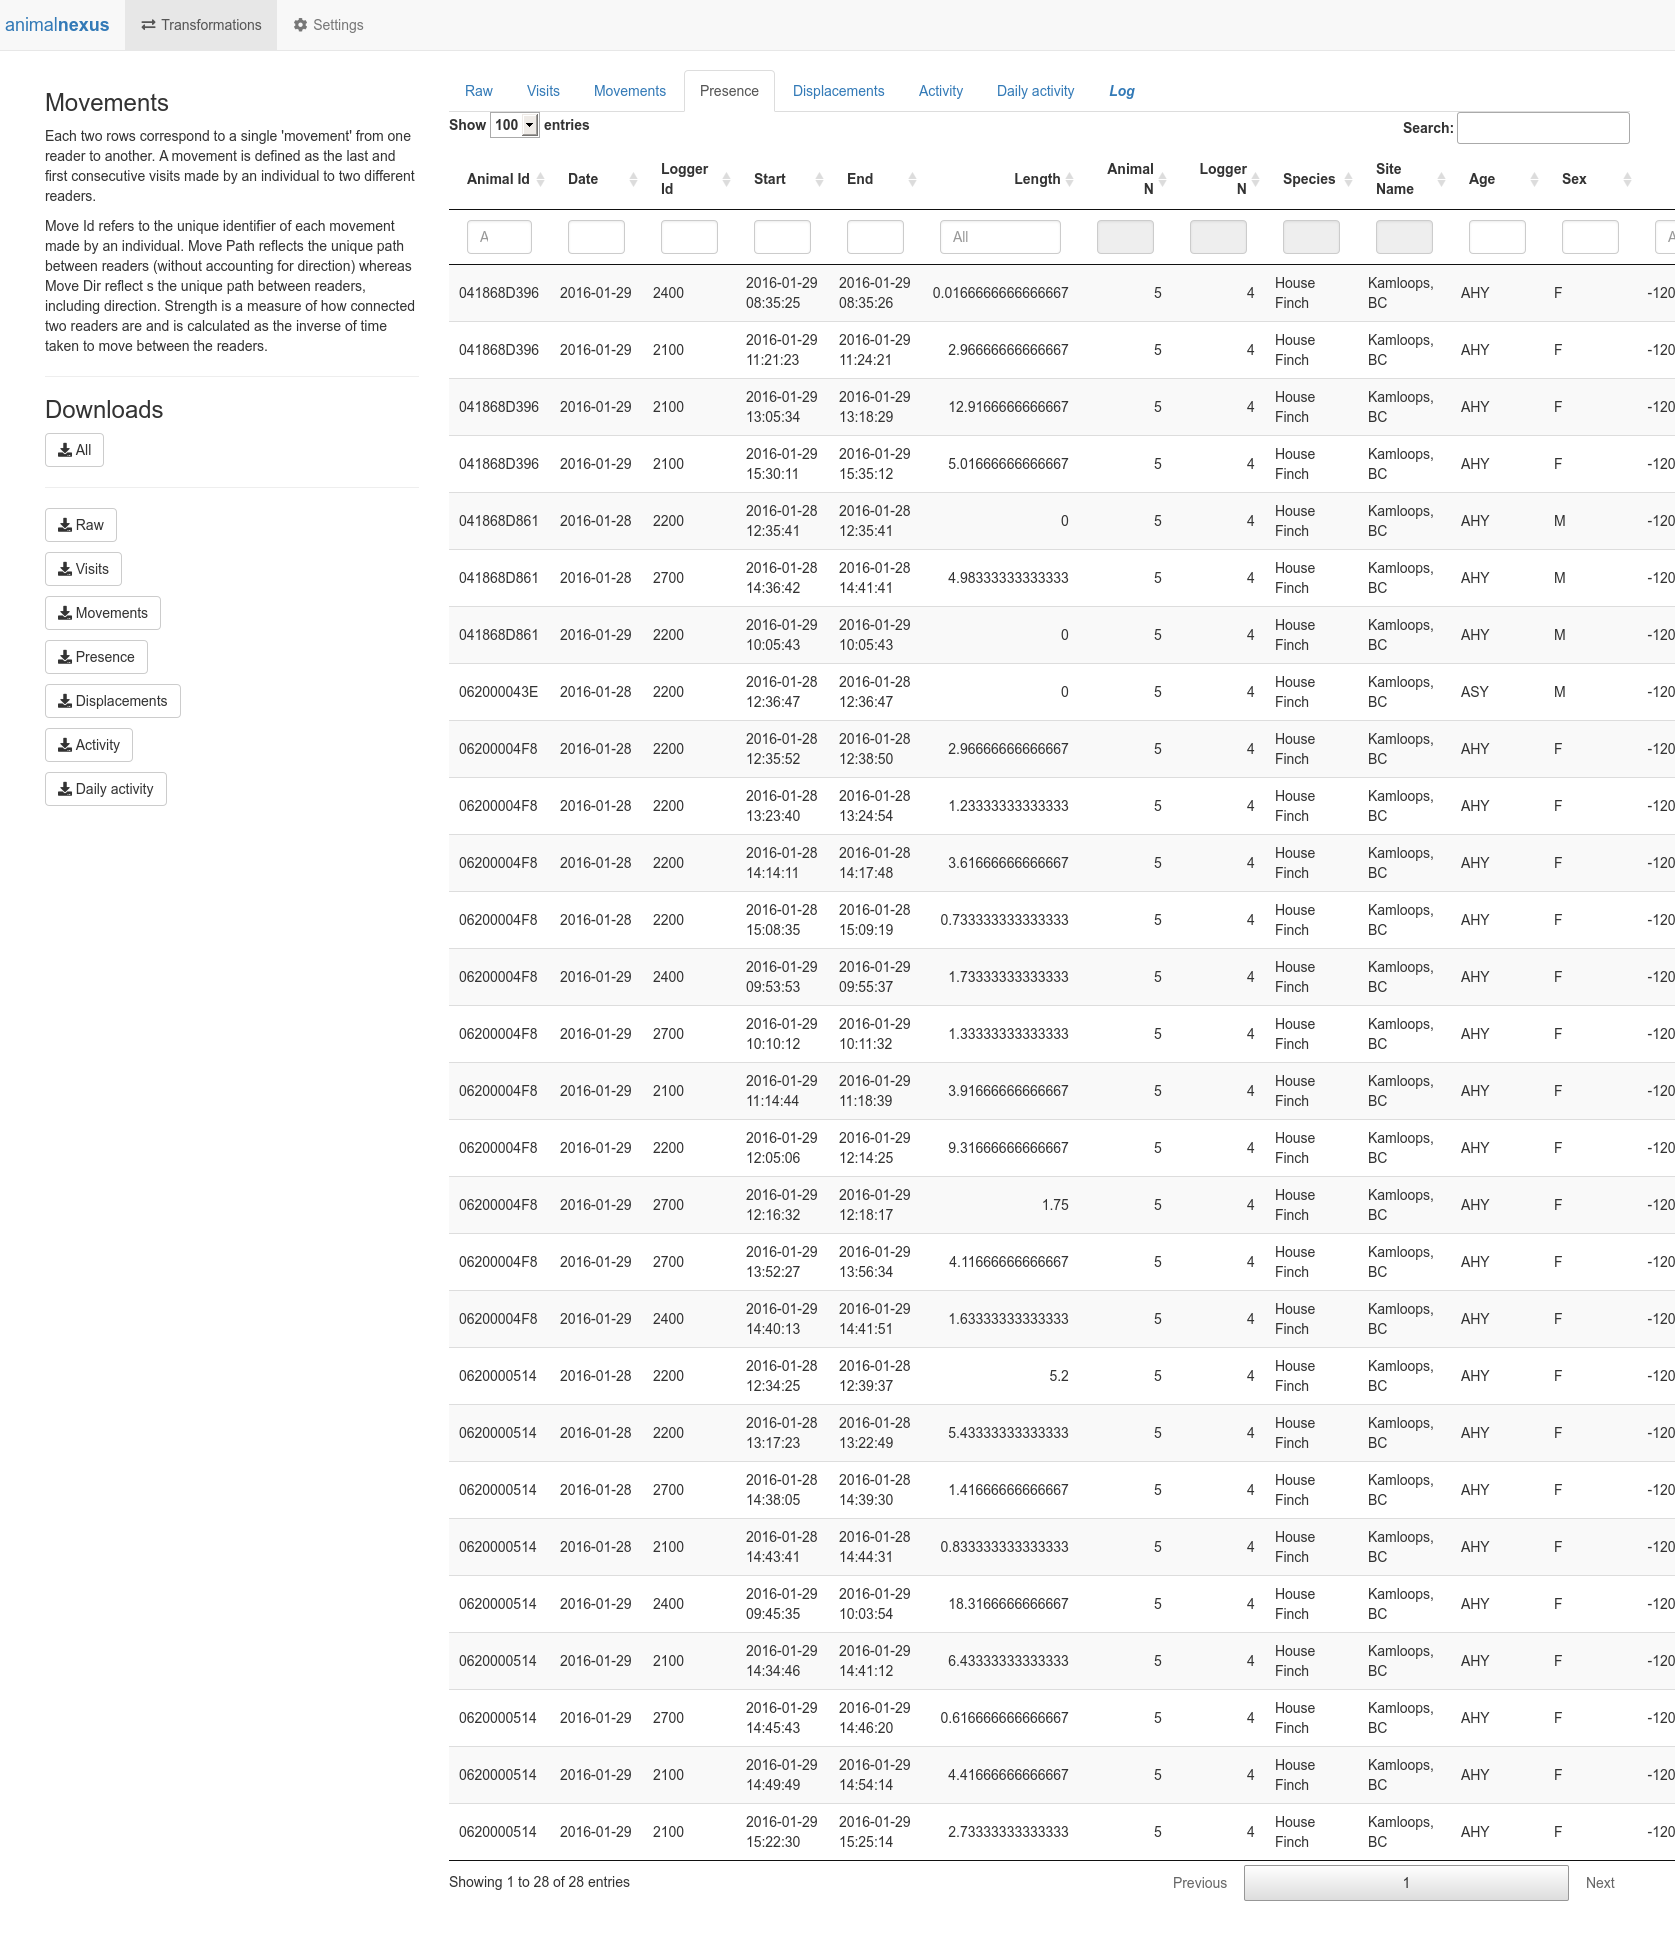 animalnexus Transformations Settings
Movements
Each two rows correspond to a single 'movement' from one
reader to another. A movement is defined as the last and
first consecutive visits made by an individual to two different
readers.
Move Id refers to the unique identifier of each movement
made by an individual. Move Path reflects the unique path
between readers (without accounting for direction) whereas
Move Dir reflect s the unique path between readers,
including direction. Strength is a measure of how connected
two readers are and is calculated as the inverse of time
taken to move between the readers.
Downloads
All
Raw
Visits
Movements
Presence
Displacements
Activity
Daily activity
Raw Visits Movements Presence Displacements Activity Daily activity Log
Show 100 entries Search:
Animal Id Date Logger Id Start End Length Animal N Logger N Species Site Name Age Sex
A All A
041868D396 2016-01-29 2400 2016-01-29 08:35:25 2016-01-29 08:35:26 0.0166666666666667 5 4 House Finch Kamloops, BC AHY F -120
041868D396 2016-01-29 2100 2016-01-29 11:21:23 2016-01-29 11:24:21 2.96666666666667 5 4 House Finch Kamloops, BC AHY F -120
041868D396 2016-01-29 2100 2016-01-29 13:05:34 2016-01-29 13:18:29 12.9166666666667 5 4 House Finch Kamloops, BC AHY F -120
041868D396 2016-01-29 2100 2016-01-29 15:30:11 2016-01-29 15:35:12 5.01666666666667 5 4 House Finch Kamloops, BC AHY F -120
041868D861 2016-01-28 2200 2016-01-28 12:35:41 2016-01-28 12:35:41 0 5 4 House Finch Kamloops, BC AHY M -120
041868D861 2016-01-28 2700 2016-01-28 14:36:42 2016-01-28 14:41:41 4.98333333333333 5 4 House Finch Kamloops, BC AHY M -120
041868D861 2016-01-29 2200 2016-01-29 10:05:43 2016-01-29 10:05:43 0 5 4 House Finch Kamloops, BC AHY M -120
062000043E 2016-01-28 2200 2016-01-28 12:36:47 2016-01-28 12:36:47 0 5 4 House Finch Kamloops, BC ASY M -120
06200004F8 2016-01-28 2200 2016-01-28 12:35:52 2016-01-28 12:38:50 2.96666666666667 5 4 House Finch Kamloops, BC AHY F -120
06200004F8 2016-01-28 2200 2016-01-28 13:23:40 2016-01-28 13:24:54 1.23333333333333 5 4 House Finch Kamloops, BC AHY F -120
06200004F8 2016-01-28 2200 2016-01-28 14:14:11 2016-01-28 14:17:48 3.61666666666667 5 4 House Finch Kamloops, BC AHY F -120
06200004F8 2016-01-28 2200 2016-01-28 15:08:35 2016-01-28 15:09:19 0.733333333333333 5 4 House Finch Kamloops, BC AHY F -120
06200004F8 2016-01-29 2400 2016-01-29 09:53:53 2016-01-29 09:55:37 1.73333333333333 5 4 House Finch Kamloops, BC AHY F -120
06200004F8 2016-01-29 2700 2016-01-29 10:10:12 2016-01-29 10:11:32 1.33333333333333 5 4 House Finch Kamloops, BC AHY F -120
06200004F8 2016-01-29 2100 2016-01-29 11:14:44 2016-01-29 11:18:39 3.91666666666667 5 4 House Finch Kamloops, BC AHY F -120
06200004F8 2016-01-29 2200 2016-01-29 12:05:06 2016-01-29 12:14:25 9.31666666666667 5 4 House Finch Kamloops, BC AHY F -120
06200004F8 2016-01-29 2700 2016-01-29 12:16:32 2016-01-29 12:18:17 1.75 5 4 House Finch Kamloops, BC AHY F -120
06200004F8 2016-01-29 2700 2016-01-29 13:52:27 2016-01-29 13:56:34 4.11666666666667 5 4 House Finch Kamloops, BC AHY F -120
06200004F8 2016-01-29 2400 2016-01-29 14:40:13 2016-01-29 14:41:51 1.63333333333333 5 4 House Finch Kamloops, BC AHY F -120
0620000514 2016-01-28 2200 2016-01-28 12:34:25 2016-01-28 12:39:37 5.2 5 4 House Finch Kamloops, BC AHY F -120
0620000514 2016-01-28 2200 2016-01-28 13:17:23 2016-01-28 13:22:49 5.43333333333333 5 4 House Finch Kamloops, BC AHY F -120
0620000514 2016-01-28 2700 2016-01-28 14:38:05 2016-01-28 14:39:30 1.41666666666667 5 4 House Finch Kamloops, BC AHY F -120
0620000514 2016-01-28 2100 2016-01-28 14:43:41 2016-01-28 14:44:31 0.833333333333333 5 4 House Finch Kamloops, BC AHY F -120
0620000514 2016-01-29 2400 2016-01-29 09:45:35 2016-01-29 10:03:54 18.3166666666667 5 4 House Finch Kamloops, BC AHY F -120
0620000514 2016-01-29 2100 2016-01-29 14:34:46 2016-01-29 14:41:12 6.43333333333333 5 4 House Finch Kamloops, BC AHY F -120
0620000514 2016-01-29 2700 2016-01-29 14:45:43 2016-01-29 14:46:20 0.616666666666667 5 4 House Finch Kamloops, BC AHY F -120
0620000514 2016-01-29 2100 2016-01-29 14:49:49 2016-01-29 14:54:14 4.41666666666667 5 4 House Finch Kamloops, BC AHY F -120
0620000514 2016-01-29 2100 2016-01-29 15:22:30 2016-01-29 15:25:14 2.73333333333333 5 4 House Finch Kamloops, BC AHY F -120
Showing 1 to 28 of 28 entries Previous 1 Next